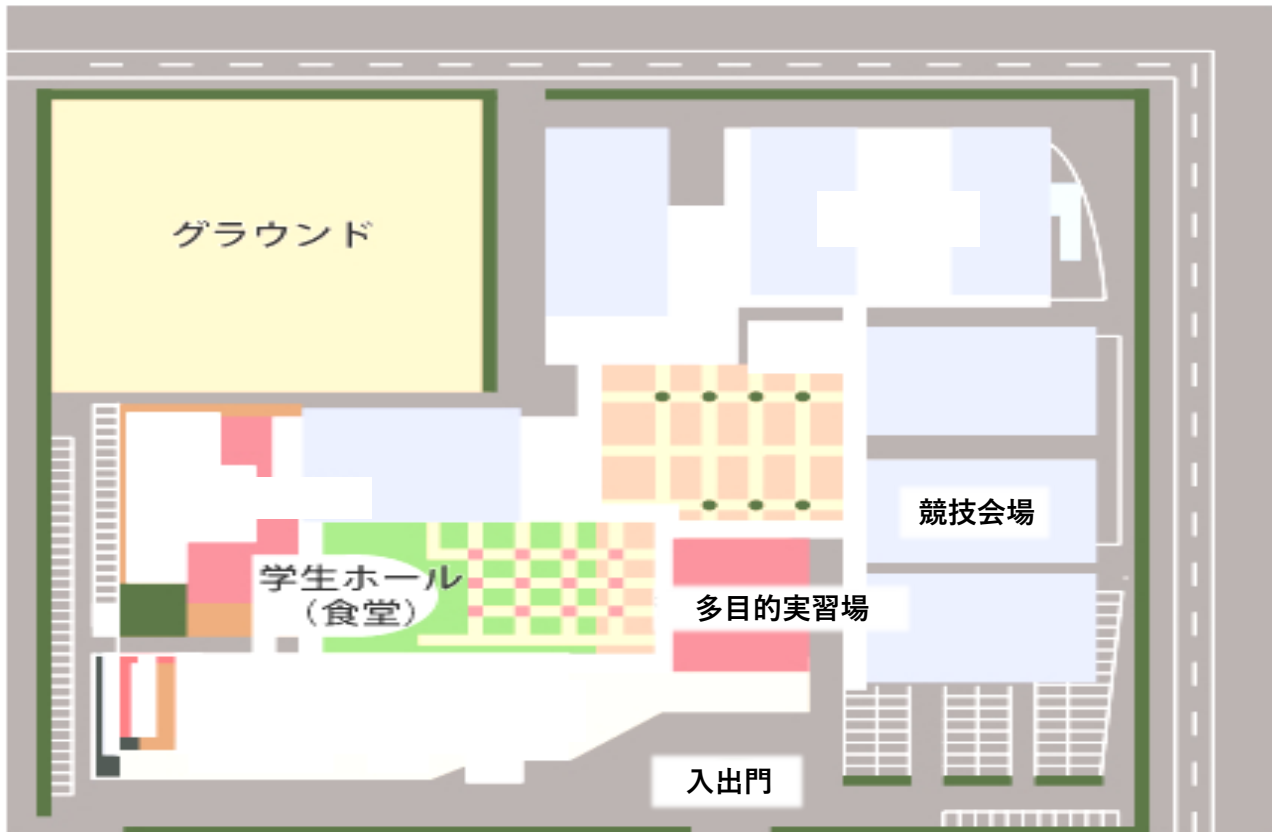 グラウンド
競技会場
学生ホール
（食堂）
多目的実習場
入出門